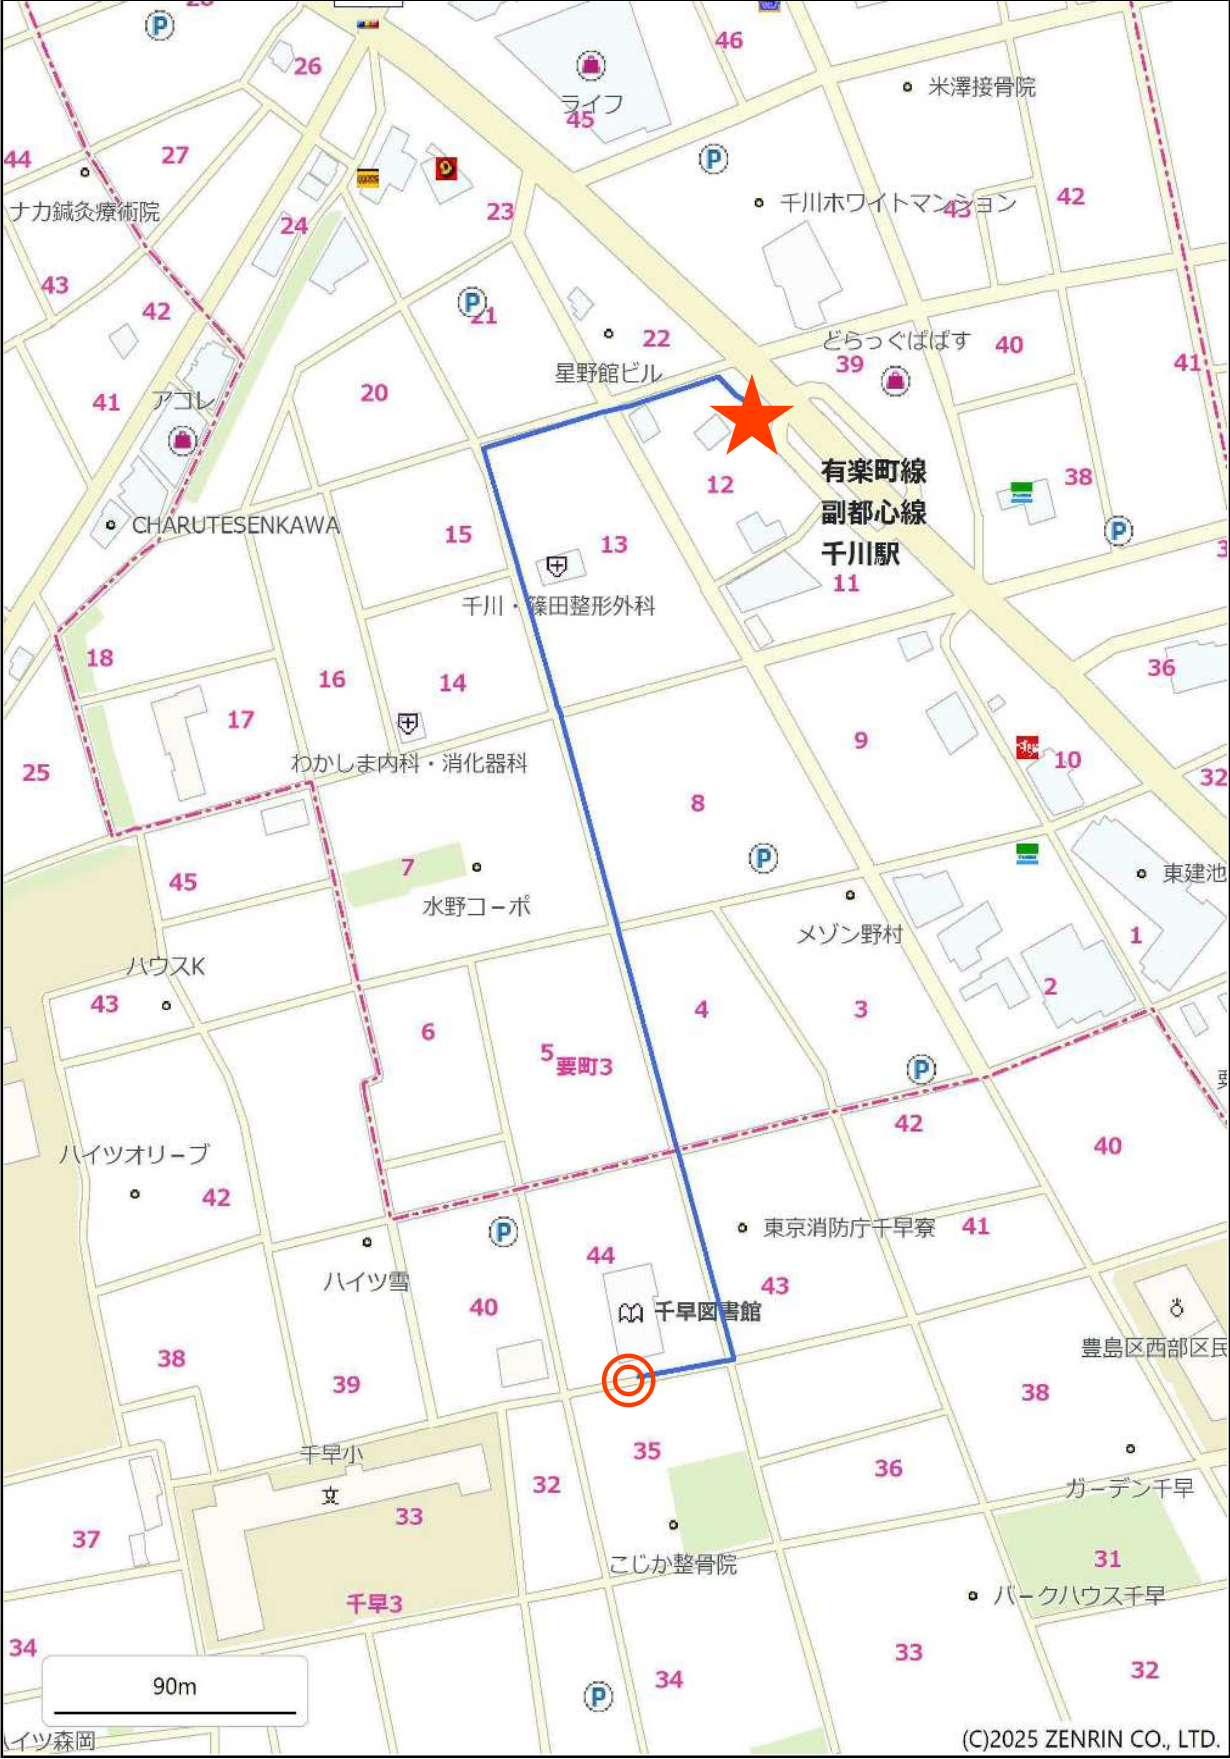 46
26
ライフ
45
米澤接骨院
P
44
27
P
ナカ鍼灸療術院
24
23
千川ホワイトマンション
43
42
43
42
P
21
22
星野館ビル
どらっぐぱぱす
39
40
41
41
アコレ
20
12
有楽町線
副都心線
千川駅
38
P
CHARUTESENKAWA
15
13
11
千川・篠田整形外科
18
16
14
36
17
9
10
25
わかしま内科・消化器科
32
8
7
P
45
水野コーポ
メゾン野村
東建池
1
ハウスK
43
2
6
4
3
5
要町3
P
42
40
ハイツオリーブ
42
P
東京消防庁千早寮
41
44
ハイツ雪
43
40
千早図書館
豊島区西部区民
38
39
38
千早小
文
35
36
32
ガーデン千早
33
37
こじか整骨院
31
パークハウス千早
千早3
34
33
34
32
90m
P
ハイツ森岡
(C)2025 ZENRIN CO., LTD.